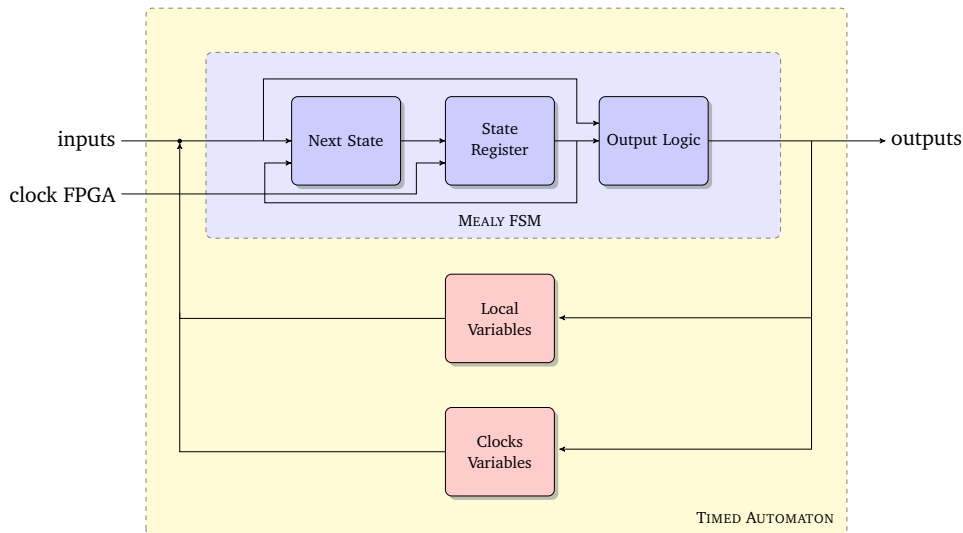 inputs
Next State
State
Register
Output Logic
outputs
clock FPGA
MEALY FSM
Local
Variables
Clocks
Variables
TIMED AUTOMATON